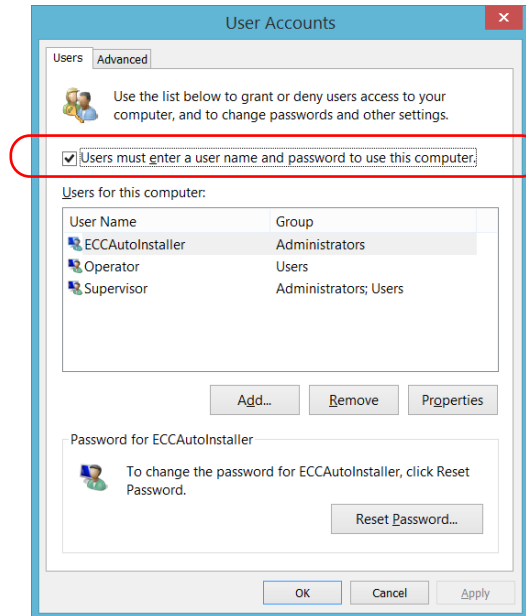 User Accounts
Users
Advanced
Use the list below to grant or deny users access to your
computer, and to change passwords and other settings.
Users must enter a user name and password to use this computer.
Users for this computer:
User Name Group
ECCAutoInstaller Administrators
Operator Users
Supervisor Administrators; Users
Add... Remove Properties
Password for ECCAutoInstaller
To change the password for ECCAutoInstaller, click Reset
Password.
Reset Password...
OK Cancel Apply